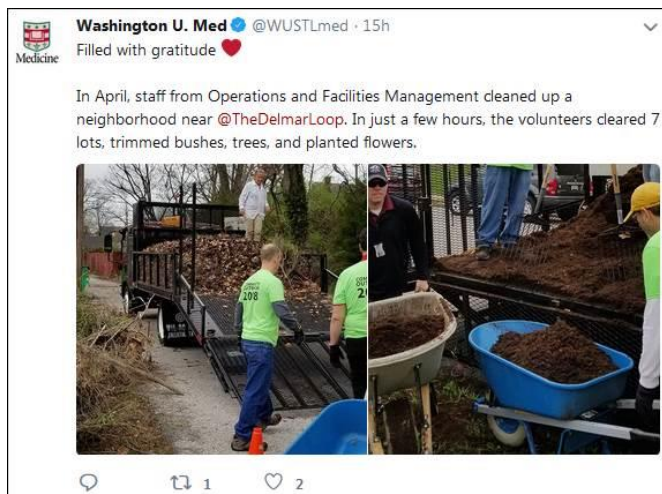 Washington U. Med @WUSTLmed · 15h
Medicine
Filled with gratitude
In April, staff from Operations and Facilities Management cleaned up a
neighborhood near @TheDelmarLoop. In just a few hours, the volunteers cleared 7
lots, trimmed bushes, trees, and planted flowers.
208
1
2